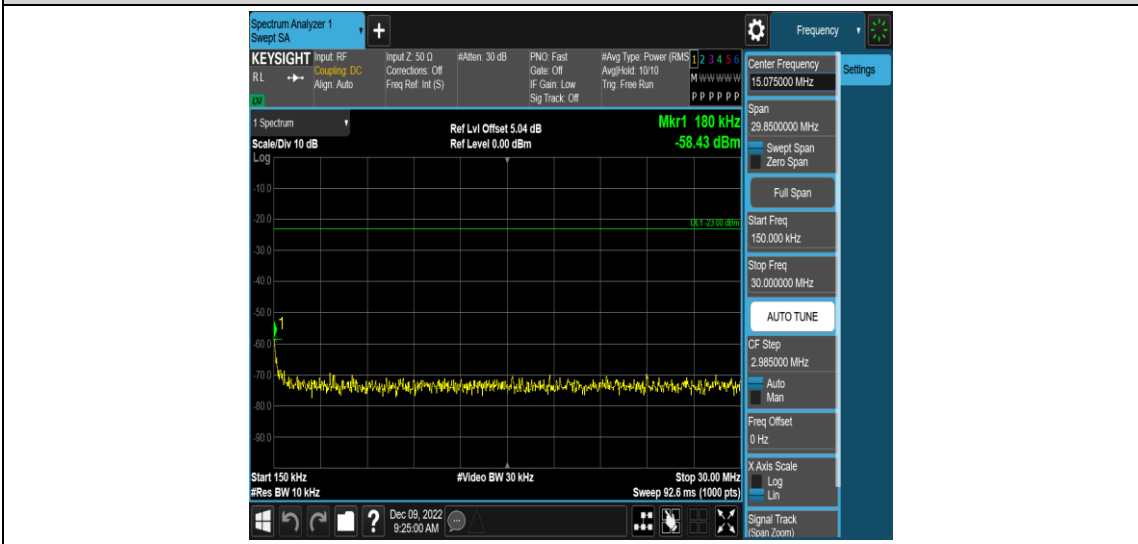 Spectrum Analyzer 1
Swept SA
+
Frequency
KEYSIGHT
RL
LXI
Input: RF
Coupling: DC
Align: Auto
Input Z: 50 Ω
Corrections: Off
Freq Ref: Int (S)
#Atten: 30 dB
PNO: Fast
Gate: Off
IF Gain: Low
Sig Track: Off
#Avg Type: Power (RMS
Avg|Hold: 10/10
Trig: Free Run
1 2 3 4 5 6
M W W W W W
P P P P P P
1 Spectrum
Scale/Div 10 dB
Log
Ref Lvl Offset 5.04 dB
Ref Level 0.00 dBm
Mkr1 180 kHz
-58.43 dBm
-10.0
-20.0
DL1 -23.00 dBm
-30.0
-40.0
-50.0
1
-60.0
-70.0
-80.0
-90.0
Start 150 kHz
#Res BW 10 kHz
#Video BW 30 kHz
Stop 30.00 MHz
Sweep 92.6 ms (1000 pts)
?
Dec 09, 2022
9:25:00 AM
Center Frequency
15.075000 MHz
Settings
Span
29.8500000 MHz
Swept Span
Zero Span
Full Span
Start Freq
150.000 kHz
Stop Freq
30.000000 MHz
AUTO TUNE
CF Step
2.985000 MHz
Auto
Man
Freq Offset
0 Hz
X Axis Scale
Log
Lin
Signal Track
(Span Zoom)